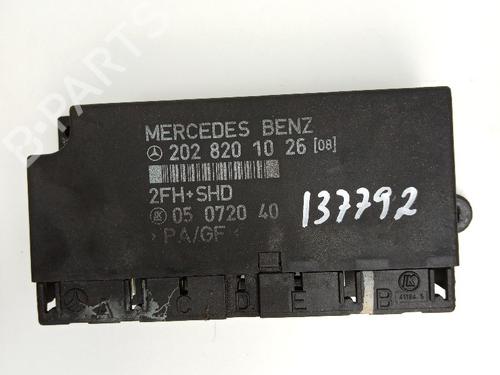 MERCEDES BENZ
202 820 10 26 [08]
2FH+SHD
05 0720 40
>PA/GF<
137792
C D E B
B-PARTS